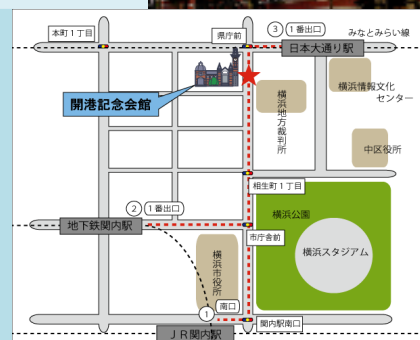 本町1丁目
県庁前
③ 1番出口
みなとみらい線
日本大通り駅
開港記念会館
横浜地方裁判所
横浜情報文化
センター
中区役所
相生町1丁目
② 1番出口
地下鉄関内駅
横浜公園
市庁舎前
横浜スタジアム
横浜市役所
① 南口
関内駅南口
JR関内駅